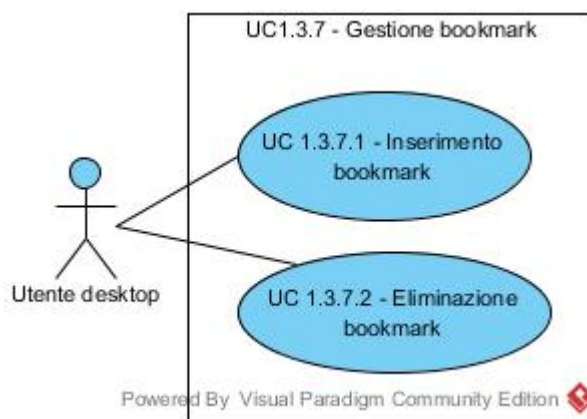 UC1.3.7 - Gestione bookmark
UC 1.3.7.1 - Inserimento
bookmark
Utente desktop
UC 1.3.7.2 - Eliminazione
bookmark
Powered By Visual Paradigm Community Edition